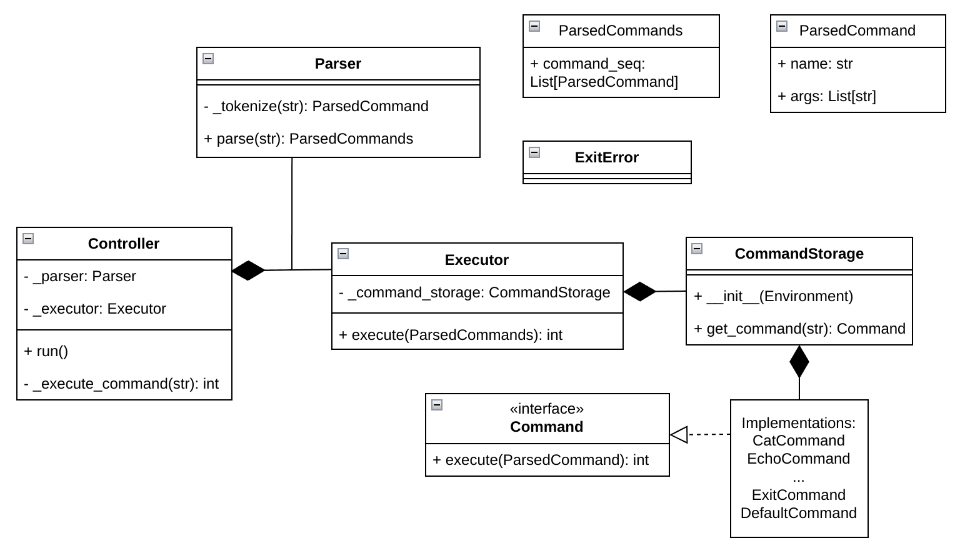 Parser
- _tokenize(str): ParsedCommand
+ parse(str): ParsedCommands
ParsedCommands
+ command_seq:
List[ParsedCommand]
ParsedCommand
+ name: str
+ args: List[str]
ExitError
Controller
- _parser: Parser
- _executor: Executor
+ run()
- _execute_command(str): int
Executor
- _command_storage: CommandStorage
+ execute(ParsedCommands): int
CommandStorage
+ __init__(Environment)
+ get_command(str): Command
«interface»
Command
+ execute(ParsedCommand): int
Implementations:
CatCommand
EchoCommand
...
ExitCommand
DefaultCommand